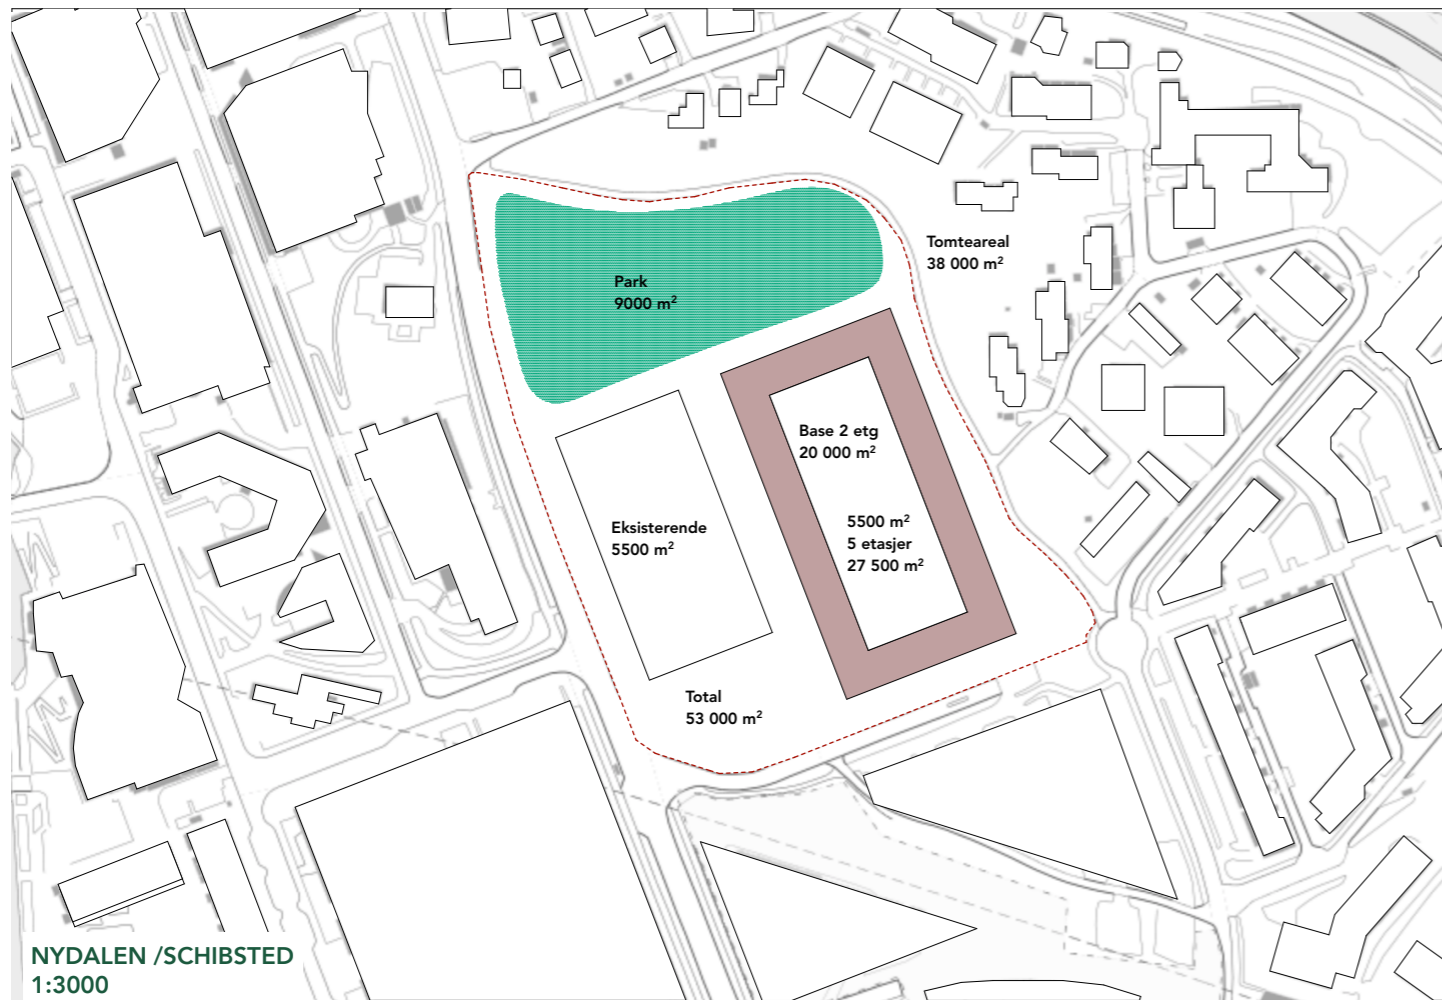 Tomteareal
38 000 m²
Park
9000 m²
Base 2 etg
20 000 m²
Eksisterende
5500 m²
5500 m²
5 etasjer
27 500 m²
Total
53 000 m²
NYDALEN /SCHIBSTED
1:3000